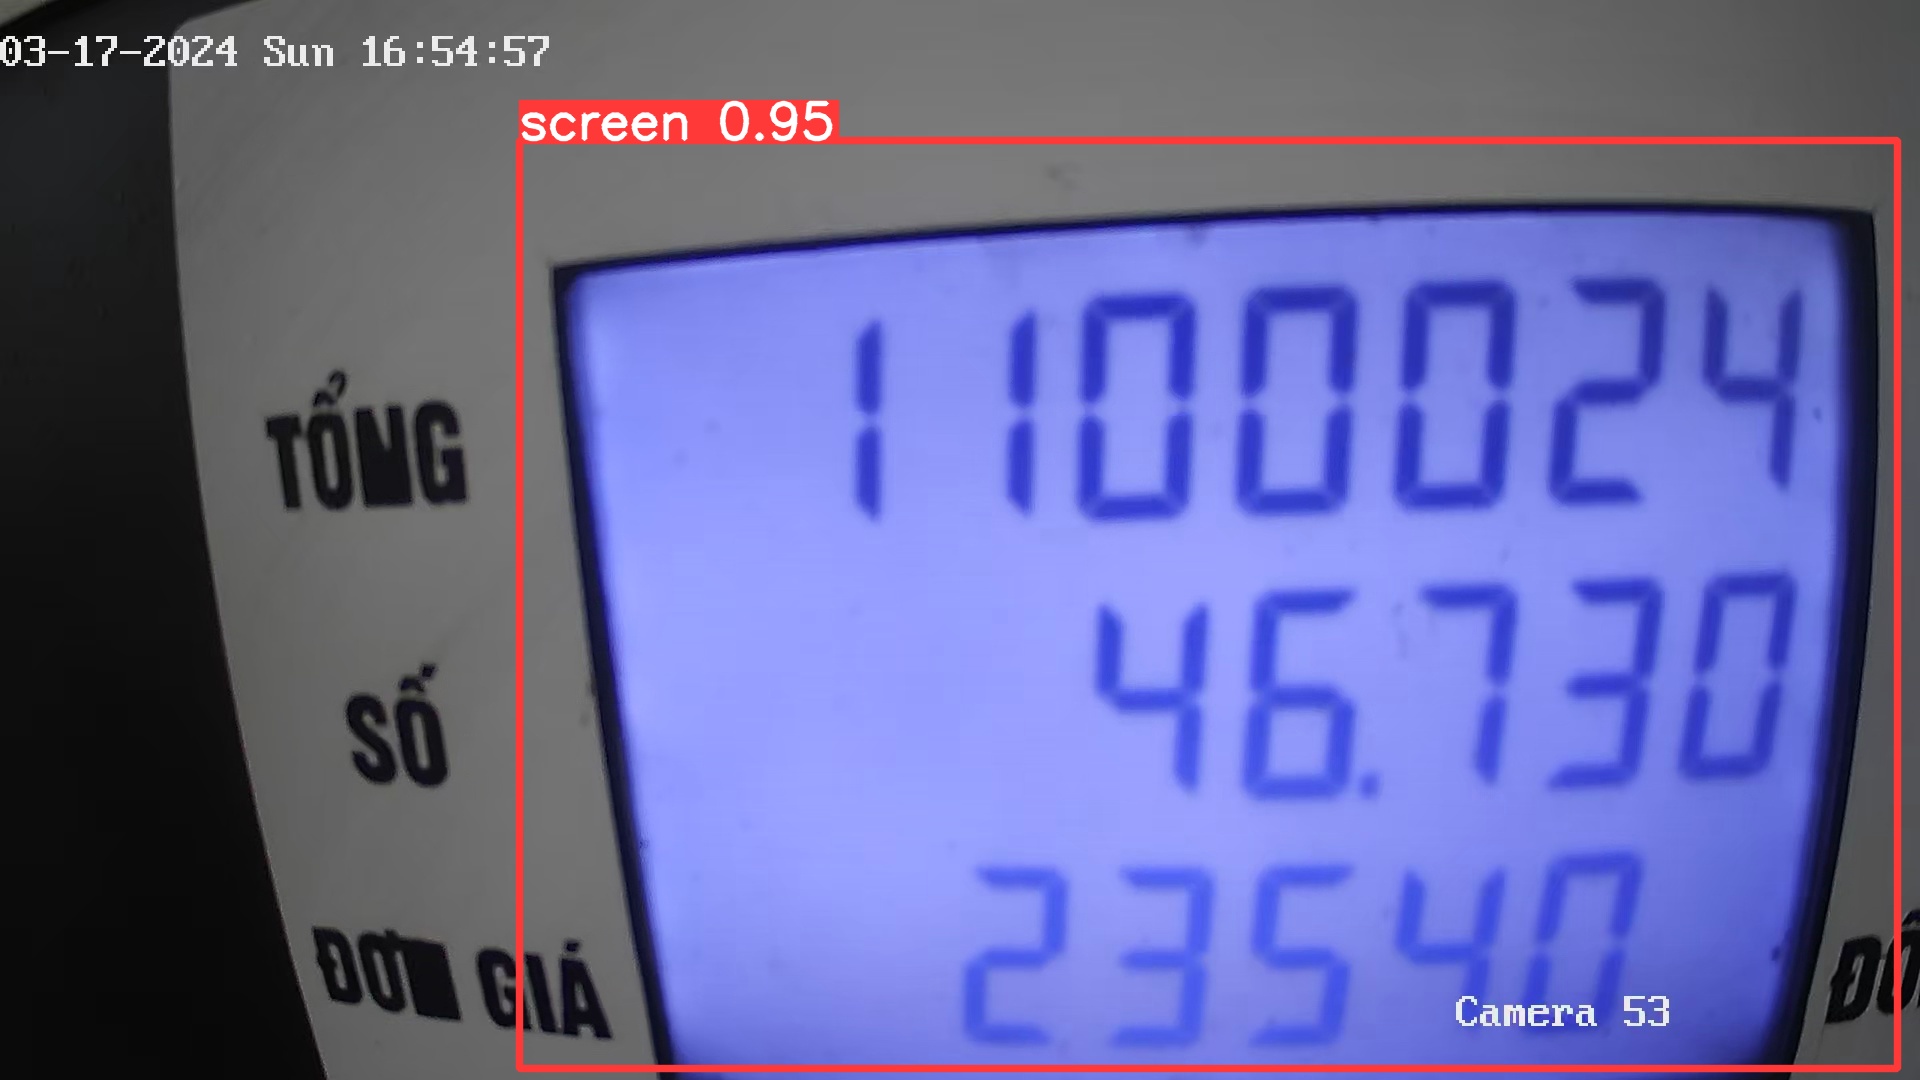 03-17-2024 Sun 16:54:57
screen 0.95
TỔNG 1100024
SỐ 46.730
ĐƠN GIÁ 23540
Camera 53